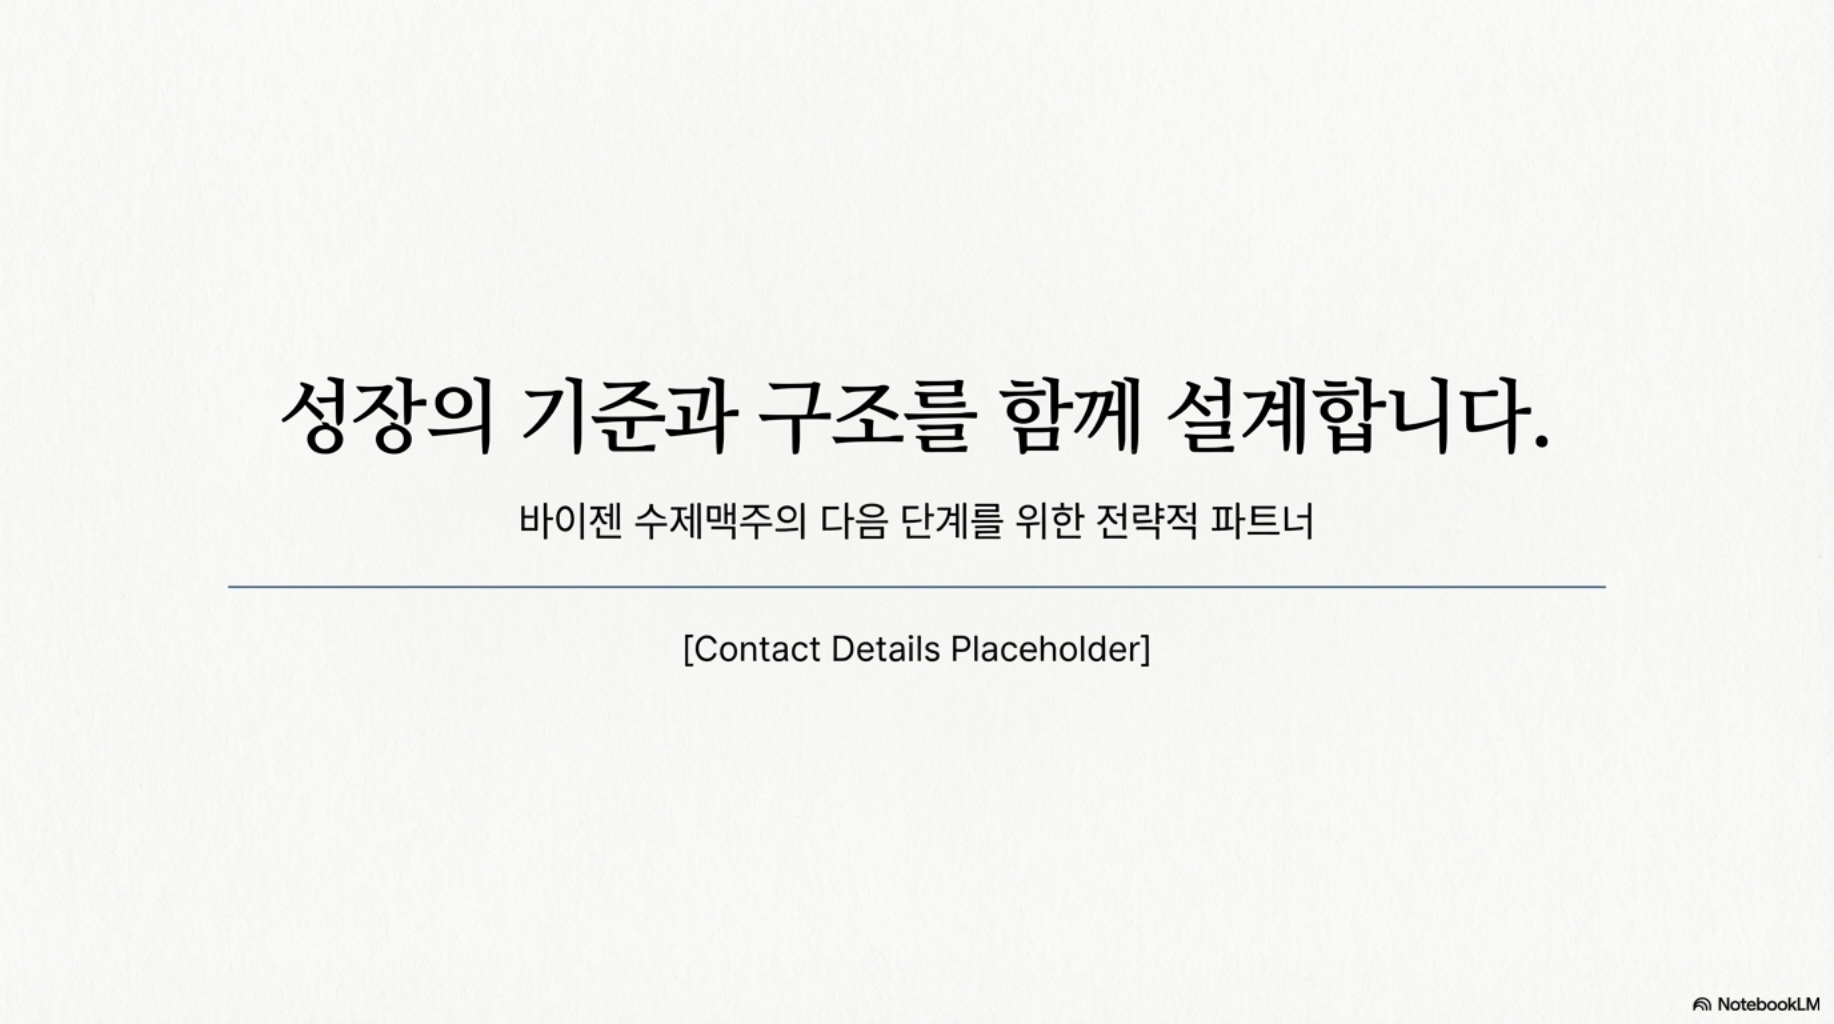 성장의 기준과 구조를 함께 설계합니다.
바이젠 수제맥주의 다음 단계를 위한 전략적 파트너
[Contact Details Placeholder]
NotebookLM